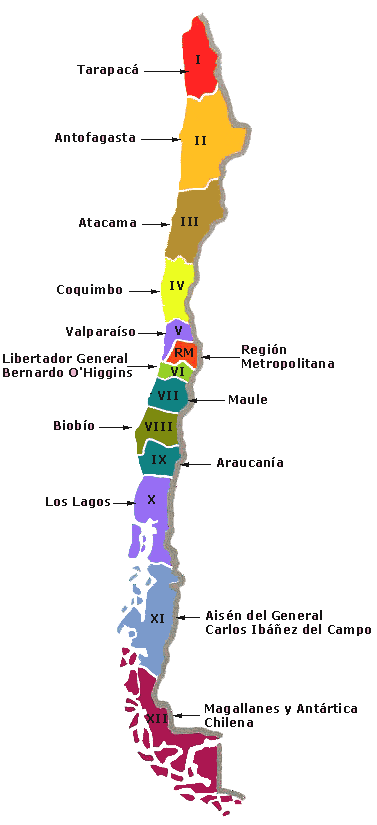 I
Tarapacá
Antofagasta
II
Atacama
III
Coquimbo
IV
Valparaíso
V
RM
Región
Metropolitana
Libertador General
Bernardo O'Higgins
VI
VII
Maule
Biobío
VIII
IX
Araucanía
Los Lagos
X
XI
Aisén del General
Carlos Ibáñez del Campo
Magallanes y Antártica
Chilena
XII